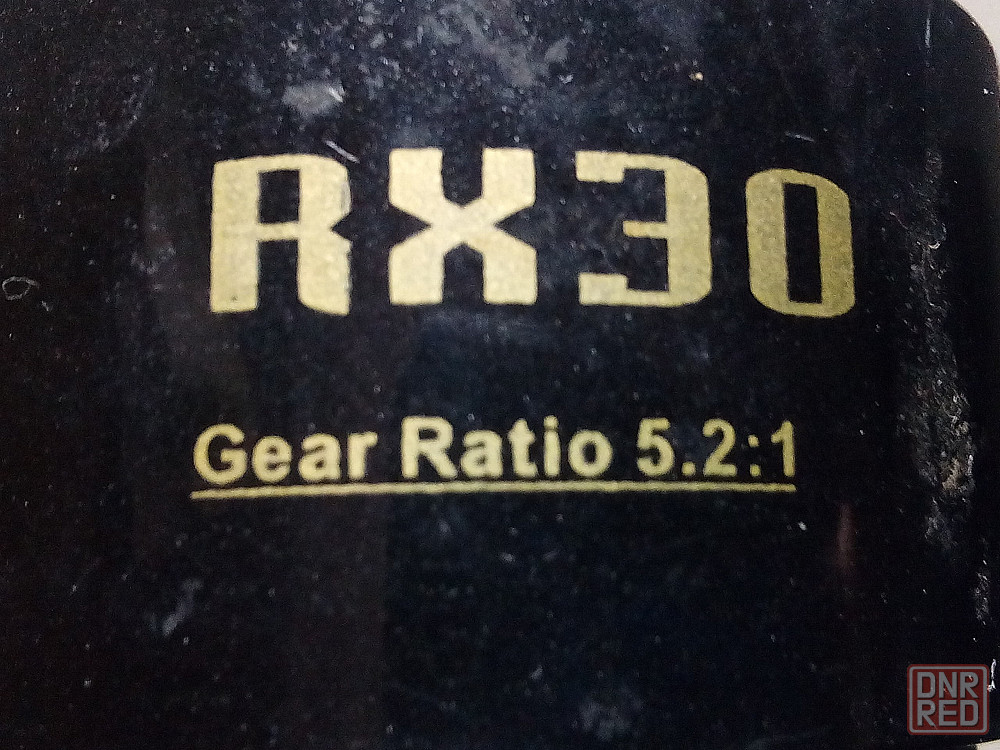 RX30
Gear Ratio 5.2:1
DNR
RED